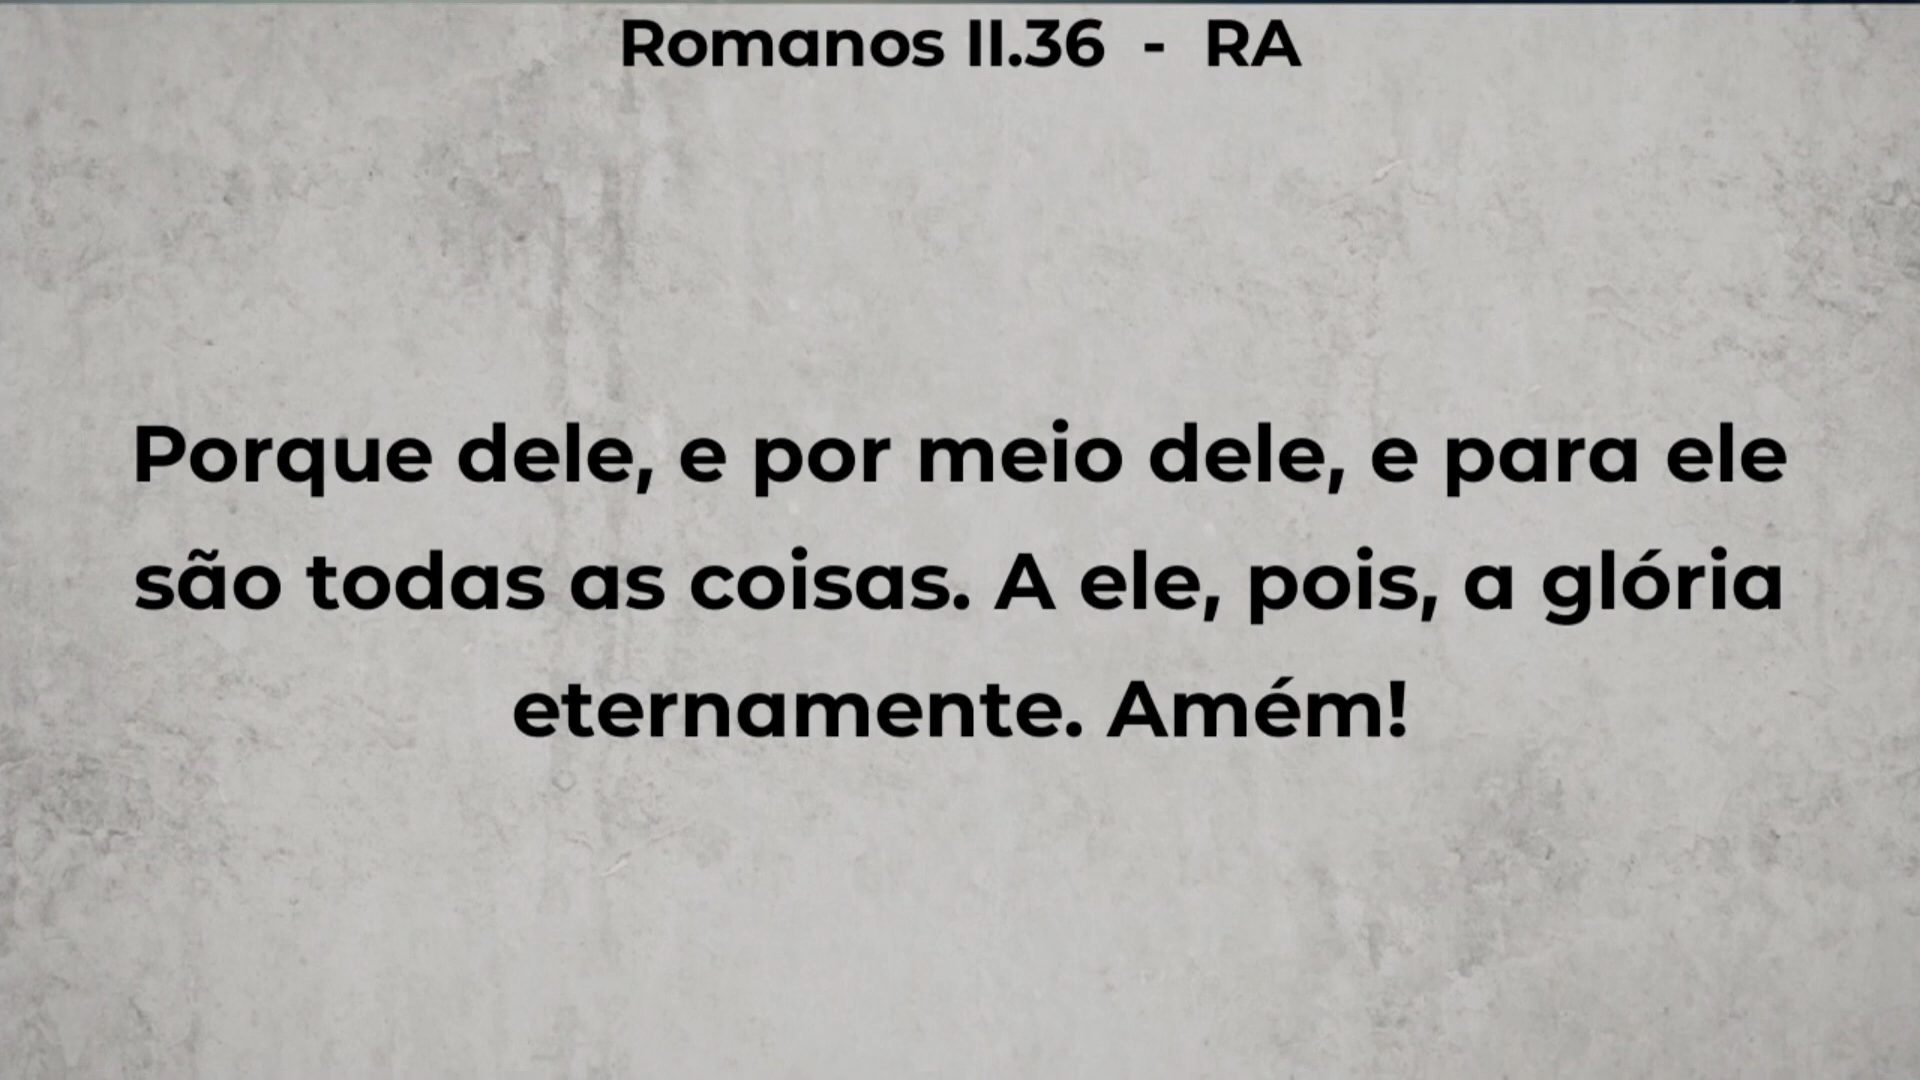 Romanos II.36 - RA
Porque dele, e por meio dele, e para ele
são todas as coisas. A ele, pois, a glória
eternamente. Amém!